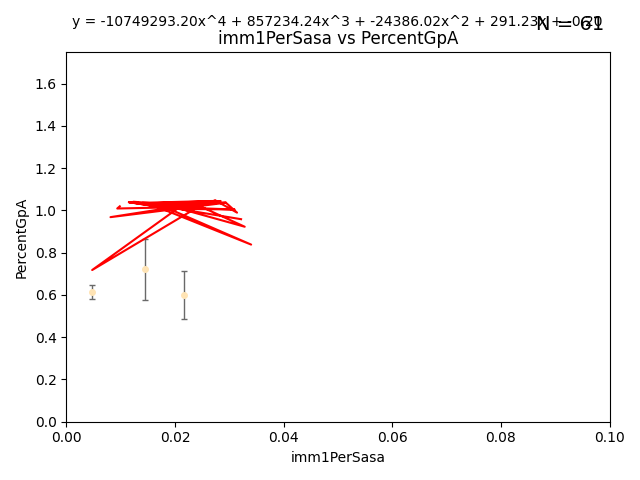 y = -10749293.20x^4 + 857234.24x^3 + -24386.02x^2 + 291.23x + -0.20
N = 61
imm1PerSasa vs PercentGpA
1.6
1.4
1.2
1.0
0.8
0.6
0.4
0.2
0.0
PercentGpA
0.00 0.02 0.04 0.06 0.08 0.10
imm1PerSasa